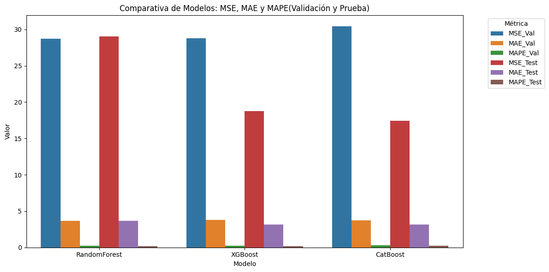 Comparativa de Modelos: MSE, MAE y MAPE(Validación y Prueba)
Métrica
MSE_Val
MAE_Val
MAPE_Val
MSE_Test
MAE_Test
MAPE_Test
30
25
20
15
10
5
0
Valor
RandomForest
XGBoost
CatBoost
Modelo